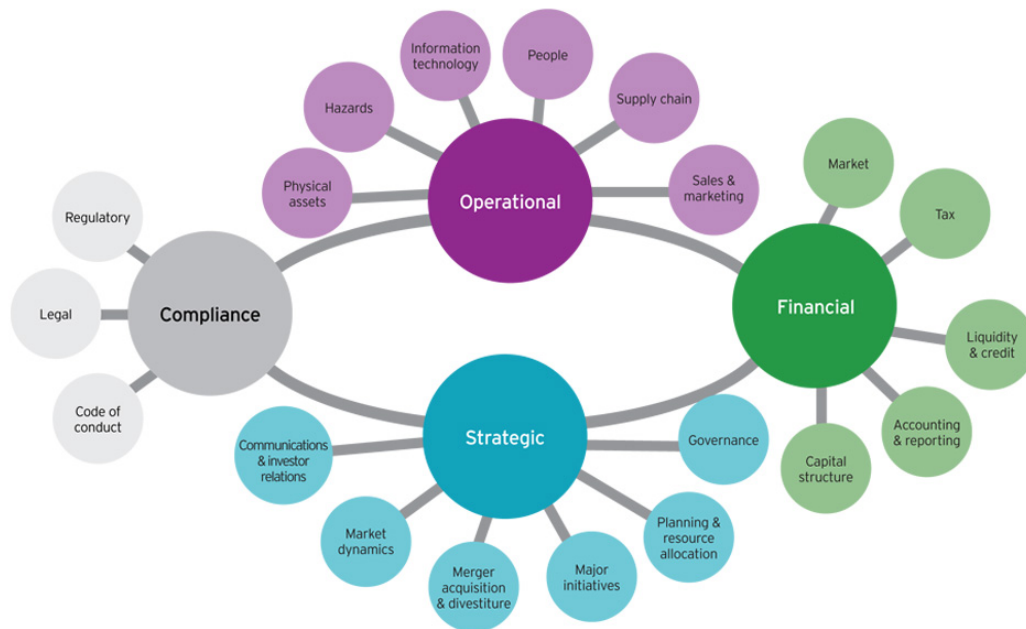 Information
technology
People
Hazards
Supply chain
Physical
assets
Operational
Sales &
marketing
Market
Tax
Financial
Liquidity
& credit
Accounting
& reporting
Capital
structure
Regulatory
Legal
Compliance
Code of
conduct
Strategic
Governance
Communications
& investor
relations
Market
dynamics
Merger
acquisition
& divestiture
Major
initiatives
Planning &
resource
allocation